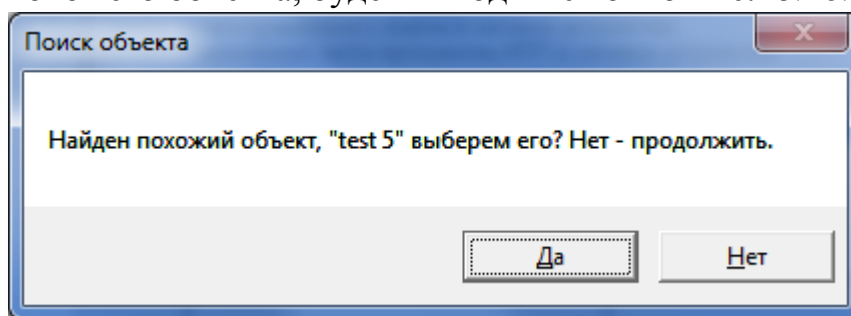 Поиск объекта
Найден похожий объект, "test 5" выберем его? Нет - продолжить.
Да
Нет